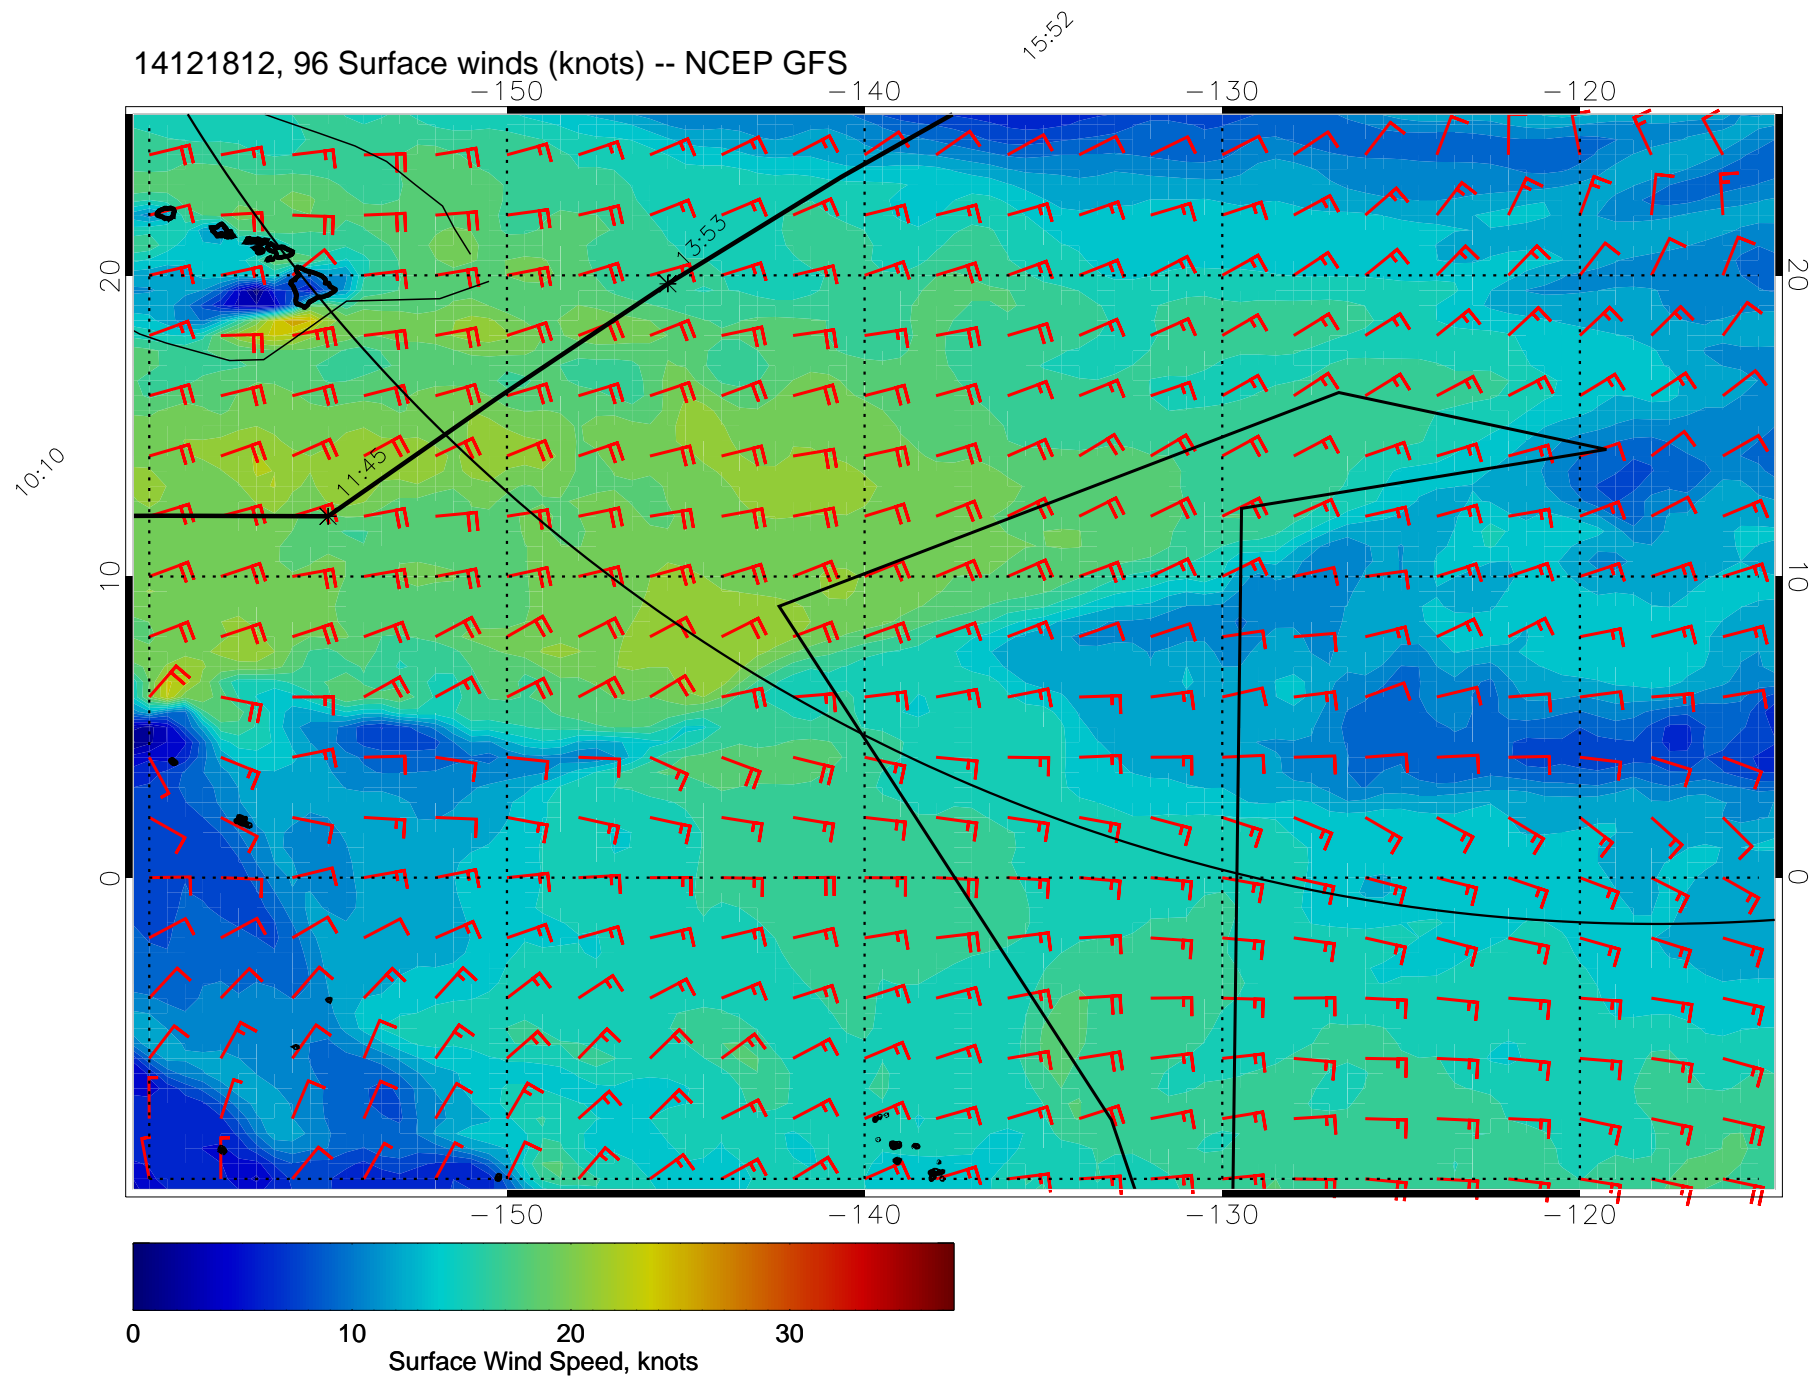 15:52
14121812, 96 Surface winds (knots) -- NCEP GFS
−150 −140 −130 −120
13:53
20 20
11:45
10:10
10 10
0 0
−150 −140 −130 −120
0 10 20 30
Surface Wind Speed, knots